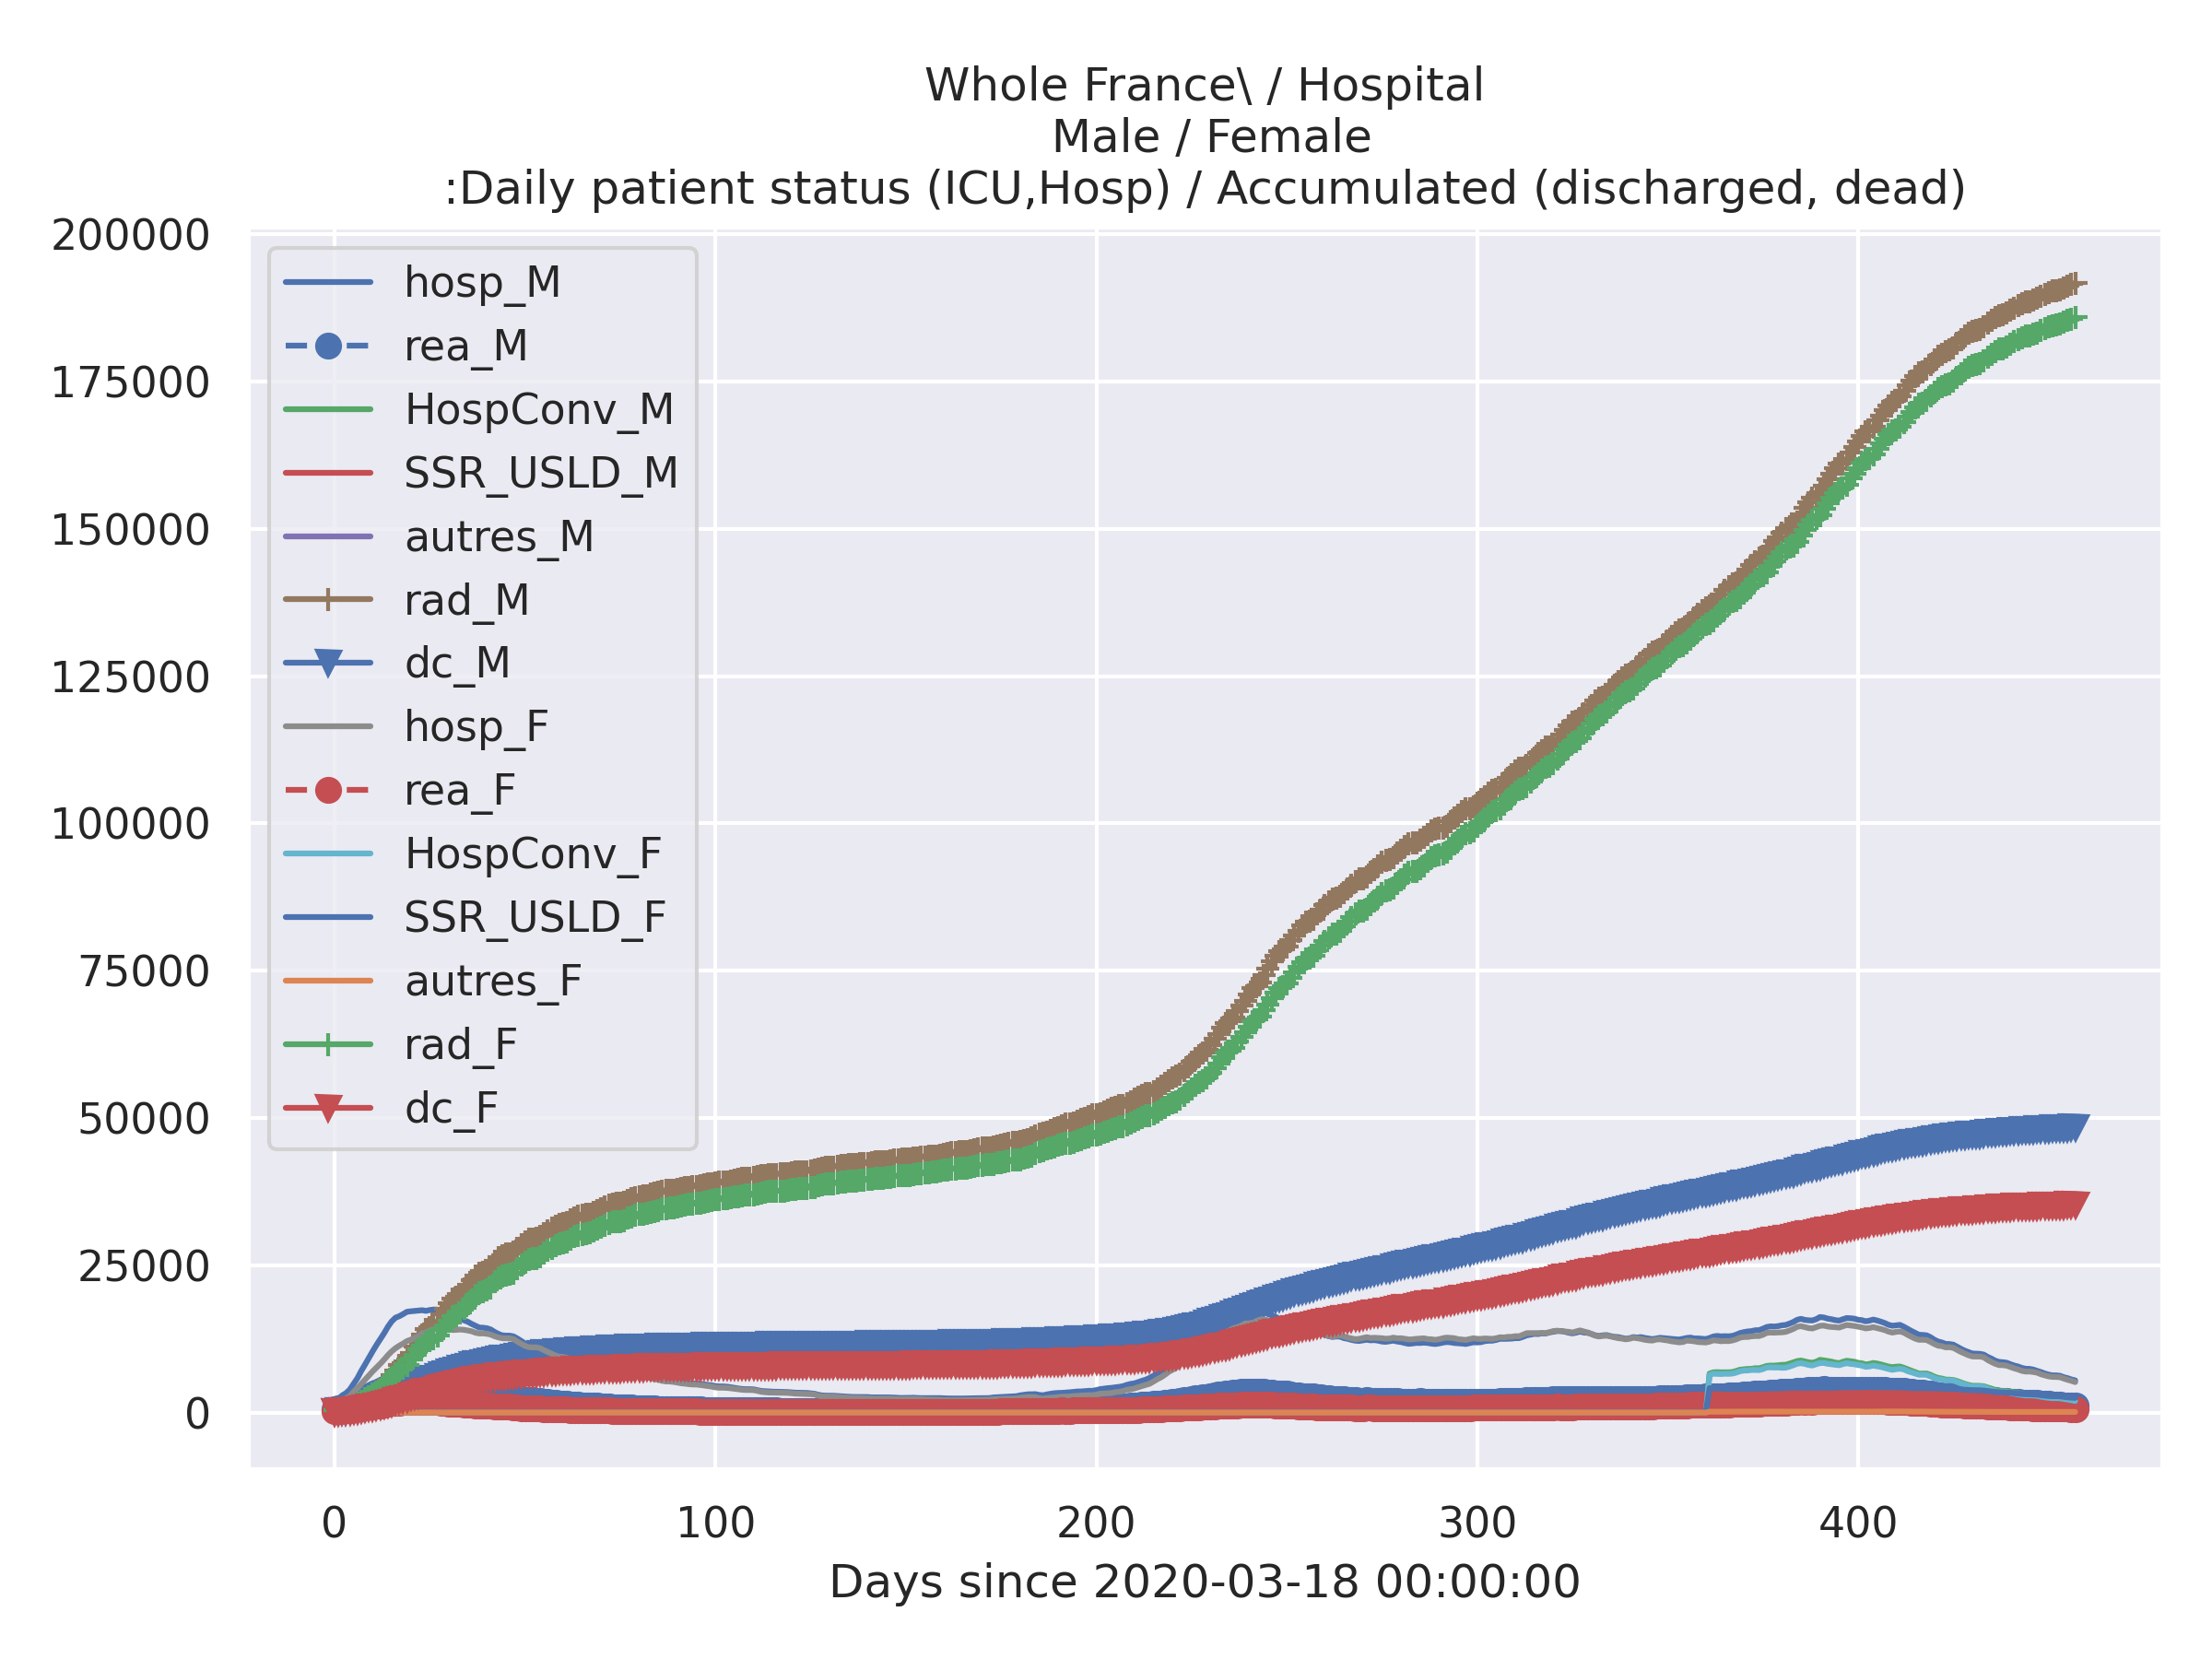 Whole France\ / Hospital
Male / Female
:Daily patient status (ICU,Hosp) / Accumulated (discharged, dead)
200000
175000
150000
125000
100000
75000
50000
25000
0
hosp_M
rea_M
HospConv_M
SSR_USLD_M
autres_M
rad_M
dc_M
hosp_F
rea_F
HospConv_F
SSR_USLD_F
autres_F
rad_F
dc_F
0 100 200 300 400
Days since 2020-03-18 00:00:00